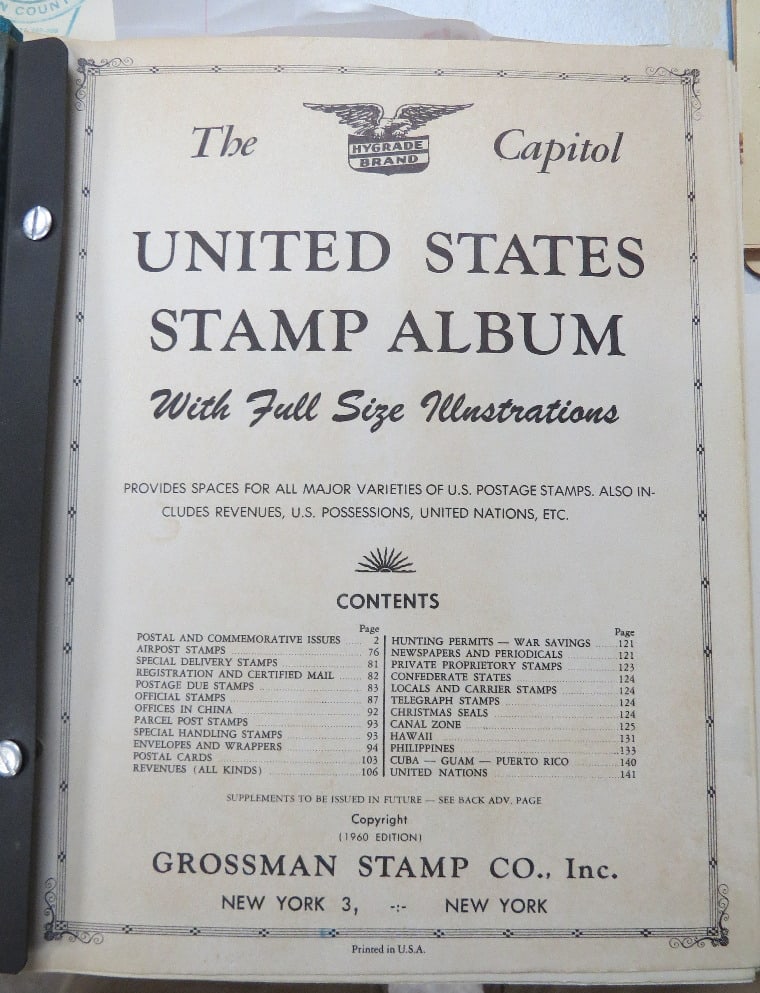 N COUNT
The Capitol
HYGRADE
BRAND
UNITED STATES
STAMP ALBUM
With Full Size Illustrations
PROVIDES SPACES FOR ALL MAJOR VARIETIES OF U.S. POSTAGE STAMPS. ALSO IN-
CLUDES REVENUES, U.S. POSSESSIONS, UNITED NATIONS, ETC.
CONTENTS
Page
POSTAL AND COMMEMORATIVE ISSUES ..... 2
AIRPOST STAMPS ..... 76
SPECIAL DELIVERY STAMPS ..... 81
REGISTRATION AND CERTIFIED MAIL ..... 82
POSTAGE DUE STAMPS ..... 83
OFFICIAL STAMPS ..... 87
OFFICES IN CHINA ..... 92
PARCEL POST STAMPS ..... 93
SPECIAL HANDLING STAMPS ..... 93
ENVELOPES AND WRAPPERS ..... 94
POSTAL CARDS ..... 103
REVENUES (ALL KINDS) ..... 106
Page
HUNTING PERMITS — WAR SAVINGS ..... 121
NEWSPAPERS AND PERIODICALS ..... 121
PRIVATE PROPRIETORY STAMPS ..... 123
CONFEDERATE STATES ..... 124
LOCALS AND CARRIER STAMPS ..... 124
TELEGRAPH STAMPS ..... 124
CHRISTMAS SEALS ..... 124
CANAL ZONE ..... 125
HAWAII ..... 131
PHILIPPINES ..... 133
CUBA — GUAM — PUERTO RICO ..... 140
UNITED NATIONS ..... 141
SUPPLEMENTS TO BE ISSUED IN FUTURE — SEE BACK ADV. PAGE
Copyright
(1960 EDITION)
GROSSMAN STAMP CO., Inc.
NEW YORK 3, -:- NEW YORK
Printed in U.S.A.